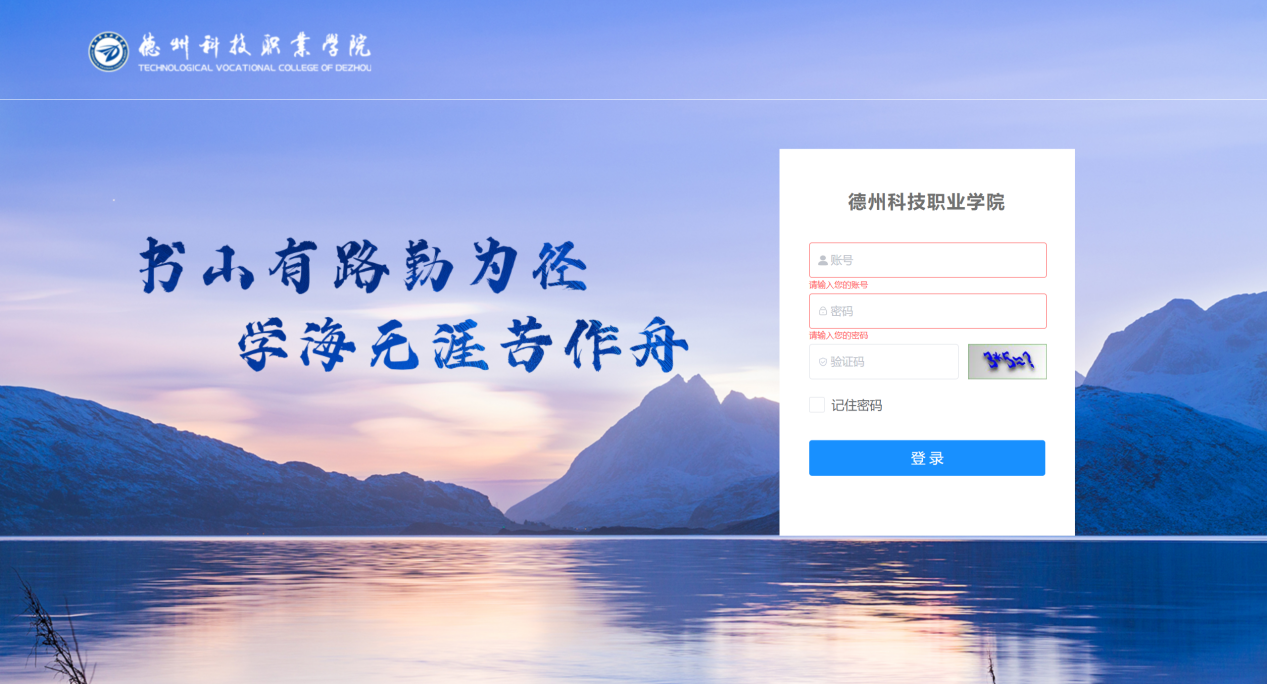 德州科技职业学院
TECHNOLOGICAL VOCATIONAL COLLEGE OF DEZHOU
书山有路勤为径
学海无涯苦作舟
德州科技职业学院
账号
请输入您的账号
密码
请输入您的密码
验证码
3*5=?
记住密码
登录